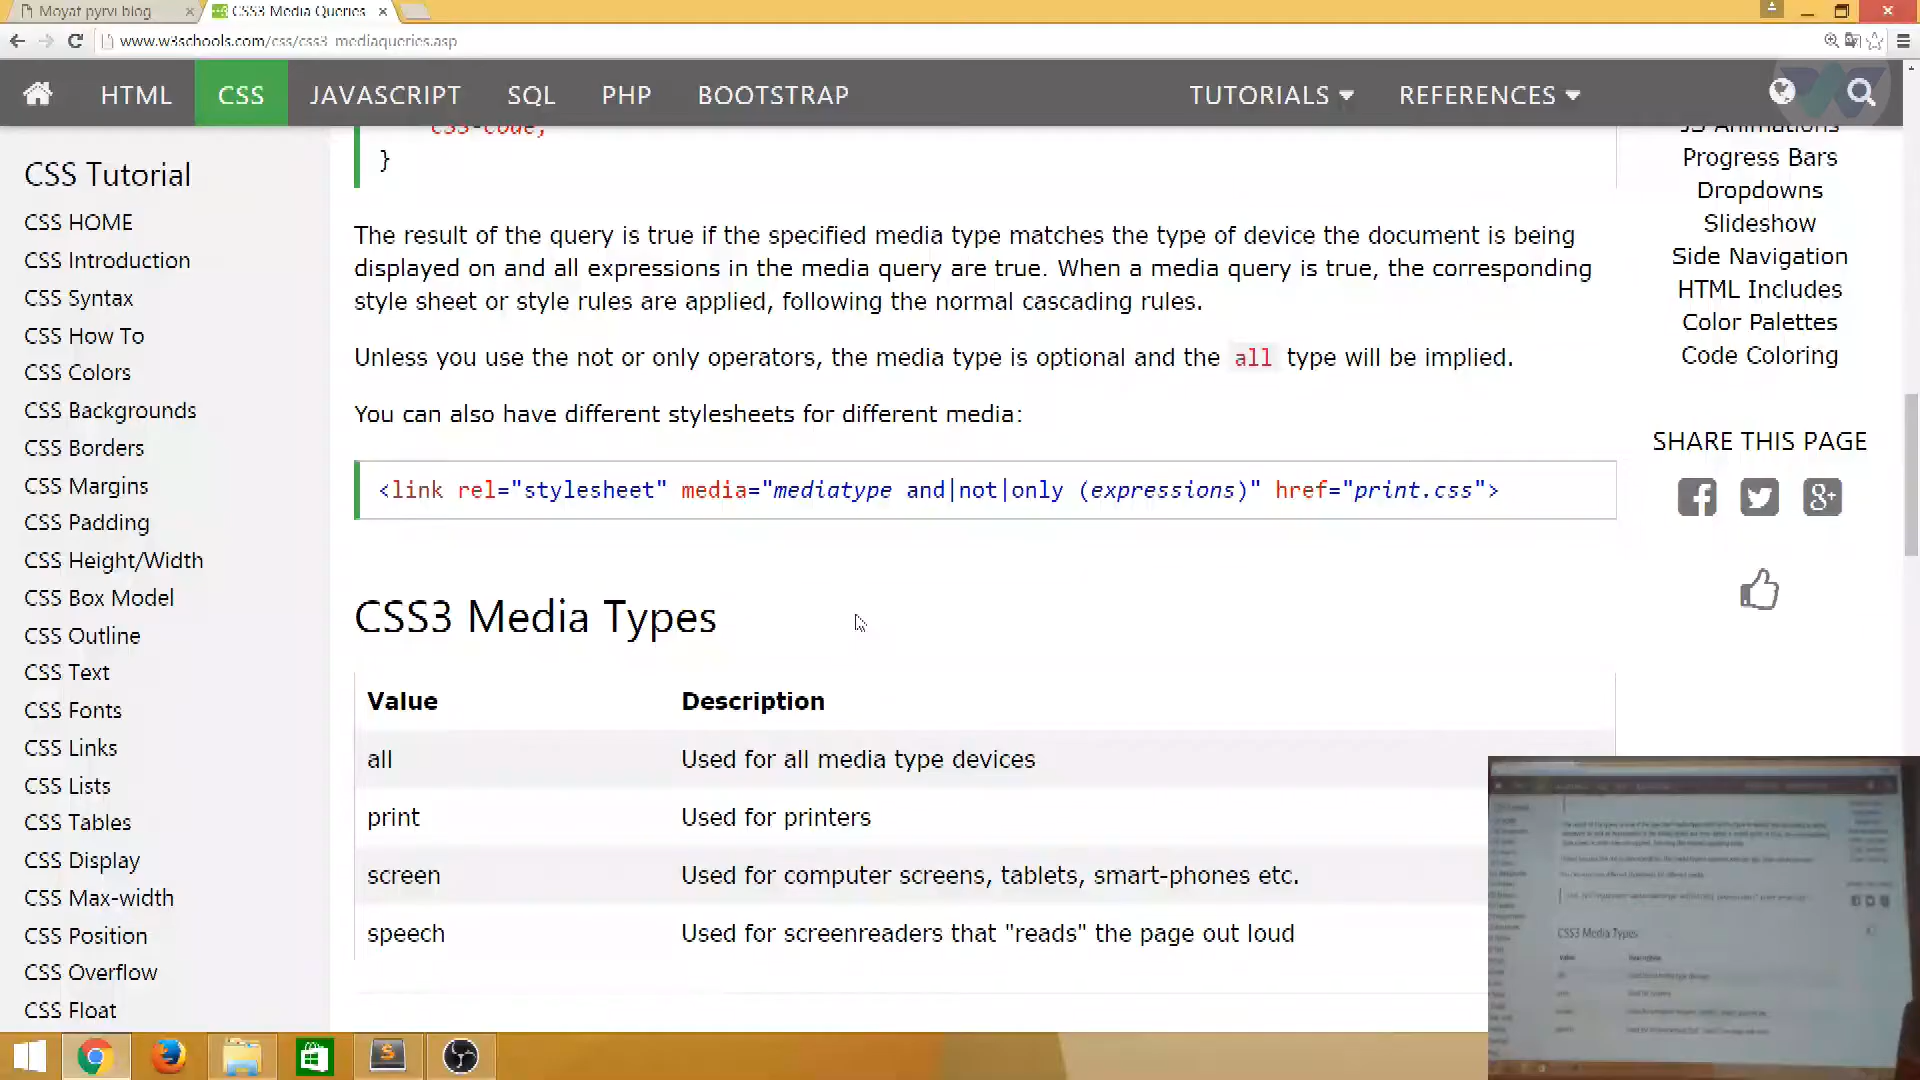 Moyat pyrvi blog
CSS3 Media Queries
www.w3schools.com/css/css3_mediaqueries.asp
HTML
CSS
JAVASCRIPT
SQL
PHP
BOOTSTRAP
TUTORIALS
REFERENCES
CSS Tutorial
CSS HOME
CSS Introduction
CSS Syntax
CSS How To
CSS Colors
CSS Backgrounds
CSS Borders
CSS Margins
CSS Padding
CSS Height/Width
CSS Box Model
CSS Outline
CSS Text
CSS Fonts
CSS Links
CSS Lists
CSS Tables
CSS Display
CSS Max-width
CSS Position
CSS Overflow
CSS Float
CSS-Code;
}
The result of the query is true if the specified media type matches the type of device the document is being
displayed on and all expressions in the media query are true. When a media query is true, the corresponding
style sheet or style rules are applied, following the normal cascading rules.
Unless you use the not or only operators, the media type is optional and the all type will be implied.
You can also have different stylesheets for different media:
<link rel="stylesheet" media="mediatype and|not|only (expressions)" href="print.css">
CSS3 Media Types
Value Description
all Used for all media type devices
print Used for printers
screen Used for computer screens, tablets, smart-phones etc.
speech Used for screenreaders that "reads" the page out loud
JS Animations
Progress Bars
Dropdowns
Slideshow
Side Navigation
HTML Includes
Color Palettes
Code Coloring
SHARE THIS PAGE
CSS3 Media Types